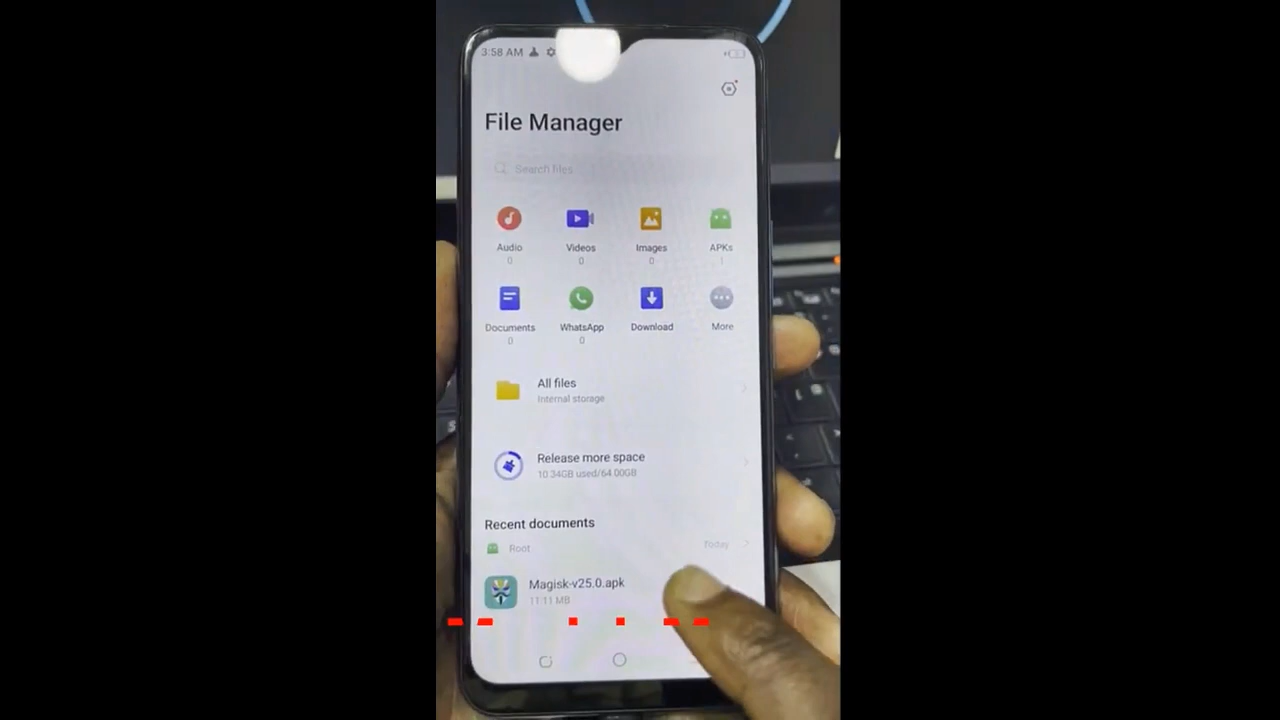 3:58 AM
File Manager
Search files
Audio
0
Videos
0
Images
0
APKs
1
Documents
0
WhatsApp
0
Download
More
All files
Internal storage
Release more space
10.34GB used/64.00GB
Recent documents
Root
Today
Magisk-v25.0.apk
11.11 MB